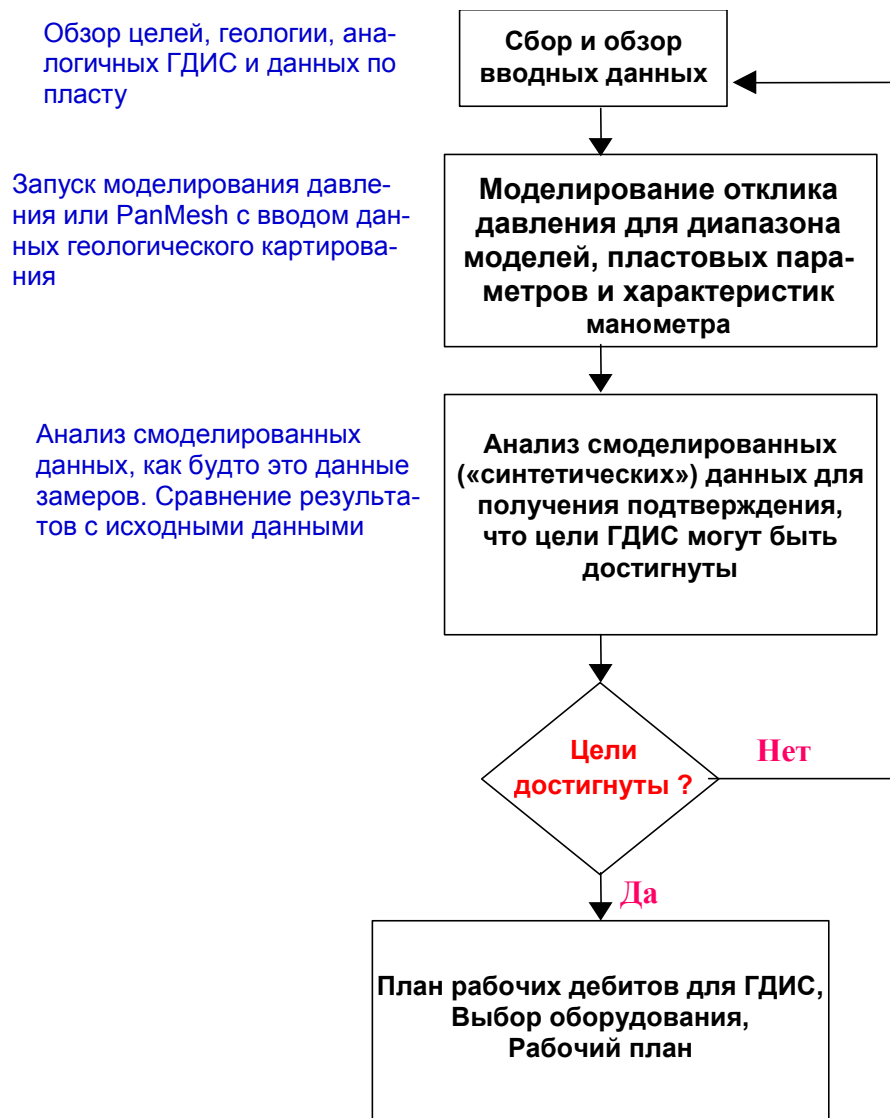 Обзор целей, геологии, ана-
логичных ГДИС и данных по
пласту
Сбор и обзор
вводных данных
Запуск моделирования давле-
ния или PanMesh с вводом дан-
ных геологического картирова-
ния
Моделирование отклика
давления для диапазона
моделей, пластовых пара-
метров и характеристик
манометра
Анализ смоделированных
данных, как будто это данные
замеров. Сравнение результа-
тов с исходными данными
Анализ смоделированных
(«синтетических») данных для
получения подтверждения,
что цели ГДИС могут быть
достигнуты
Цели
достигнуты ?
Нет
Да
План рабочих дебитов для ГДИС,
Выбор оборудования,
Рабочий план